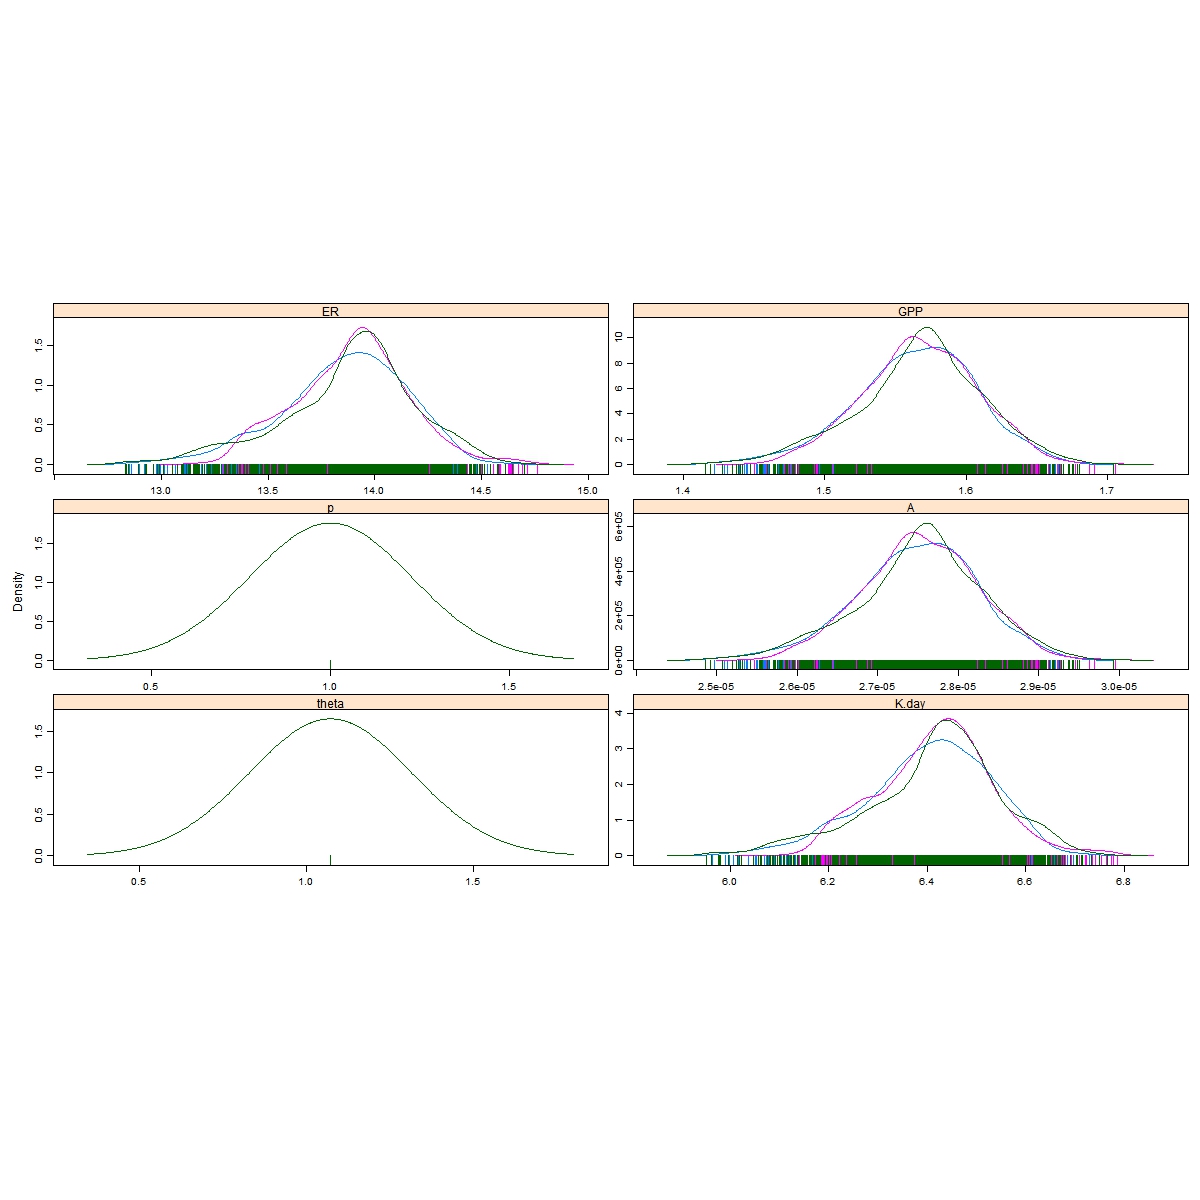 ER
0.0 0.5 1.0 1.5
13.0 13.5 14.0 14.5 15.0
GPP
0 2 4 6 8 10
1.4 1.5 1.6 1.7
p
0.0 0.5 1.0 1.5
0.5 1.0 1.5
A
0e+00 2e+05 4e+05 6e+05
2.5e-05 2.6e-05 2.7e-05 2.8e-05 2.9e-05 3.0e-05
theta
0.0 0.5 1.0 1.5
0.5 1.0 1.5
K.day
0 1 2 3 4
6.0 6.2 6.4 6.6 6.8
Density